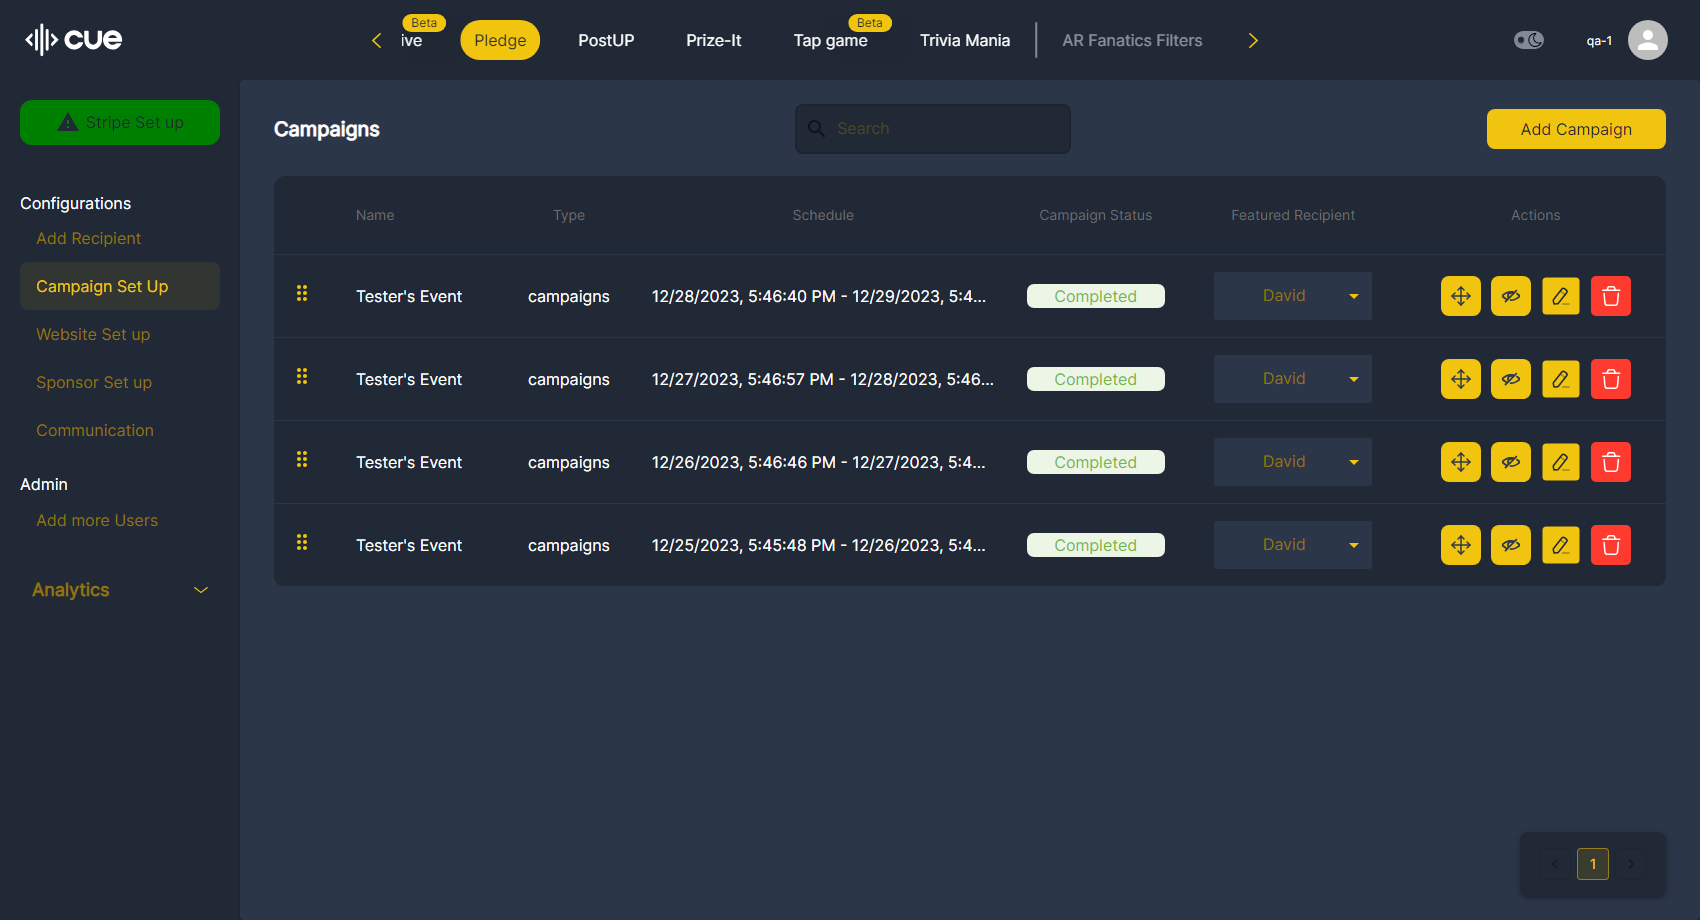 cue
Beta
ive
Pledge
PostUP
Prize-It
Beta
Tap game
Trivia Mania
AR Fanatics Filters
qa-1
Stripe Set up
Configurations
Add Recipient
Campaign Set Up
Website Set up
Sponsor Set up
Communication
Admin
Add more Users
Analytics
Campaigns
Search
Add Campaign
Name Type Schedule Campaign Status Featured Recipient Actions
Tester's Event campaigns 12/28/2023, 5:46:40 PM - 12/29/2023, 5:4... Completed David
Tester's Event campaigns 12/27/2023, 5:46:57 PM - 12/28/2023, 5:46... Completed David
Tester's Event campaigns 12/26/2023, 5:46:46 PM - 12/27/2023, 5:4... Completed David
Tester's Event campaigns 12/25/2023, 5:45:48 PM - 12/26/2023, 5:4... Completed David
1